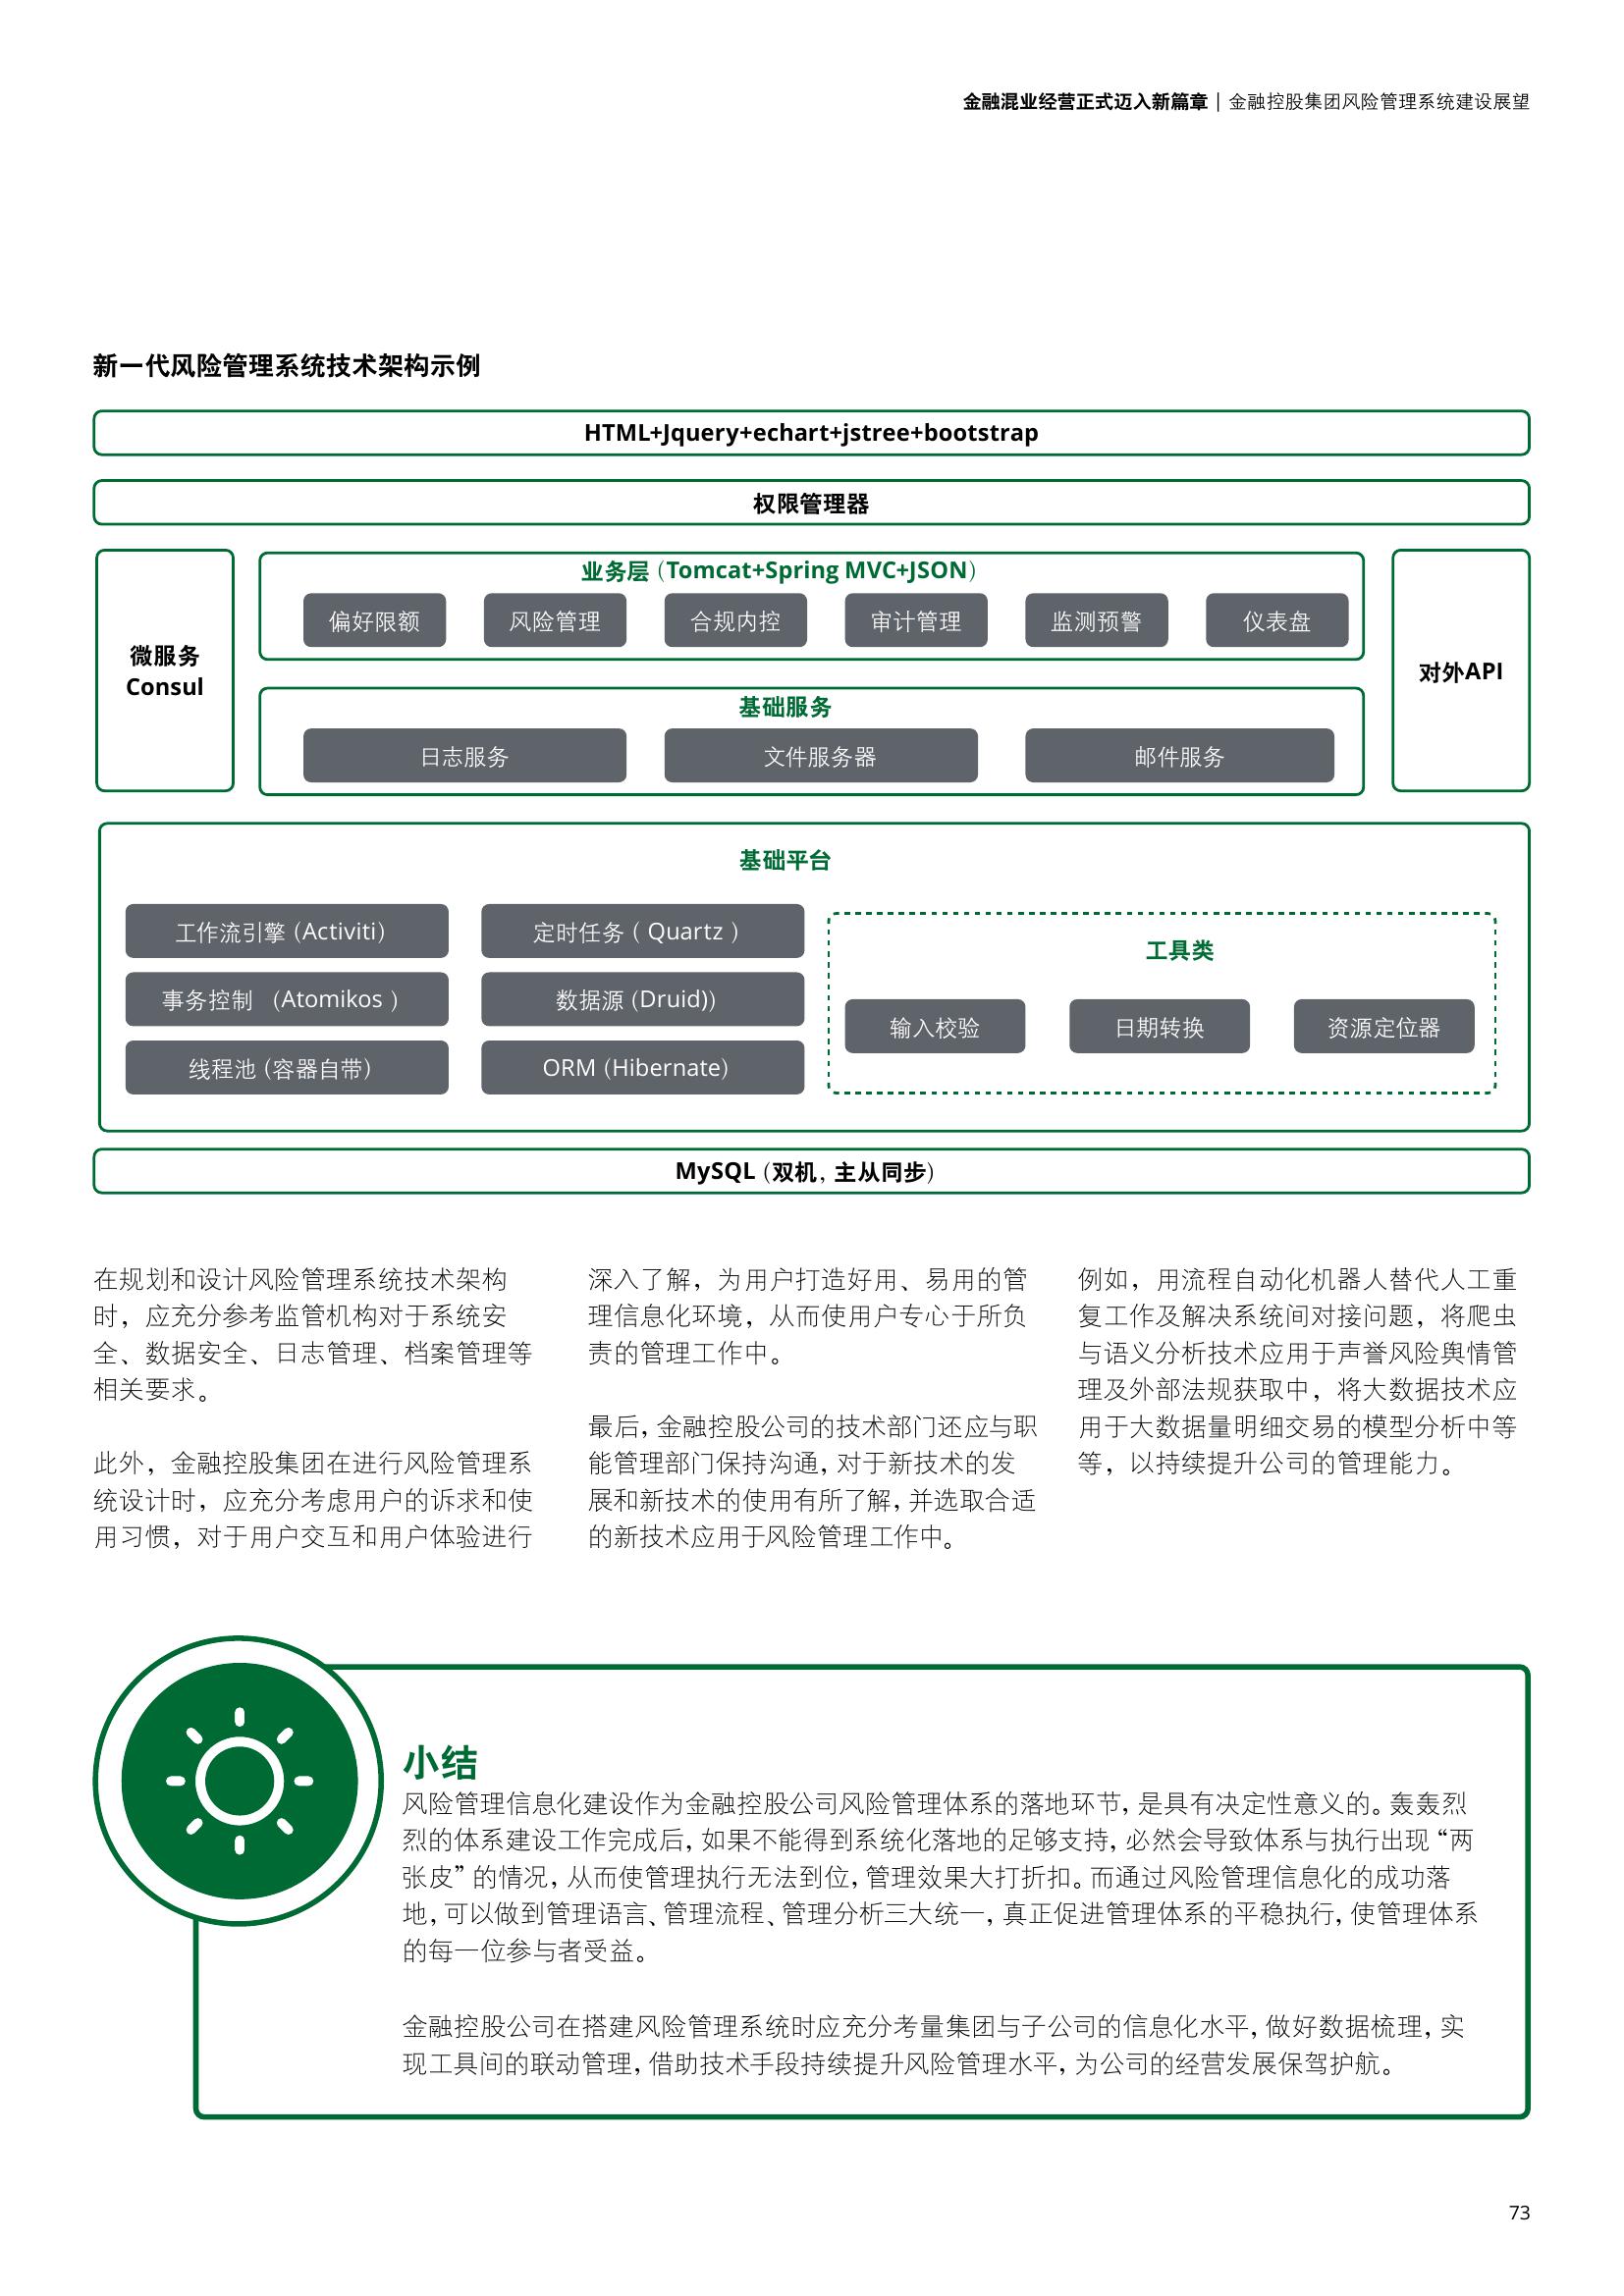 金融混业经营正式迈入新篇章 | 金融控股集团风险管理系统建设展望
新一代风险管理系统技术架构示例
HTML+Jquery+echart+jstree+bootstrap
权限管理器
微服务
Consul
业务层（Tomcat+Spring MVC+JSON）
偏好限额
风险管理
合规内控
审计管理
监测预警
仪表盘
基础服务
日志服务
文件服务器
邮件服务
对外API
基础平台
工作流引擎（Activiti）
定时任务（ Quartz ）
事务控制 （Atomikos ）
数据源（Druid)）
线程池（容器自带）
ORM（Hibernate）
工具类
输入校验
日期转换
资源定位器
MySQL（双机，主从同步）
在规划和设计风险管理系统技术架构
时，应充分参考监管机构对于系统安
全、数据安全、日志管理、档案管理等
相关要求。
此外，金融控股集团在进行风险管理系
统设计时，应充分考虑用户的诉求和使
用习惯，对于用户交互和用户体验进行
深入了解，为用户打造好用、易用的管
理信息化环境，从而使用户专心于所负
责的管理工作中。
最后，金融控股公司的技术部门还应与职
能管理部门保持沟通，对于新技术的发
展和新技术的使用有所了解，并选取合适
的新技术应用于风险管理工作中。
例如，用流程自动化机器人替代人工重
复工作及解决系统间对接问题，将爬虫
与语义分析技术应用于声誉风险舆情管
理及外部法规获取中，将大数据技术应
用于大数据量明细交易的模型分析中等
等，以持续提升公司的管理能力。
小结
风险管理信息化建设作为金融控股公司风险管理体系的落地环节，是具有决定性意义的。轰轰烈
烈的体系建设工作完成后，如果不能得到系统化落地的足够支持，必然会导致体系与执行出现“两
张皮”的情况，从而使管理执行无法到位，管理效果大打折扣。而通过风险管理信息化的成功落
地，可以做到管理语言、管理流程、管理分析三大统一，真正促进管理体系的平稳执行，使管理体系
的每一位参与者受益。
金融控股公司在搭建风险管理系统时应充分考量集团与子公司的信息化水平，做好数据梳理，实
现工具间的联动管理，借助技术手段持续提升风险管理水平，为公司的经营发展保驾护航。
73